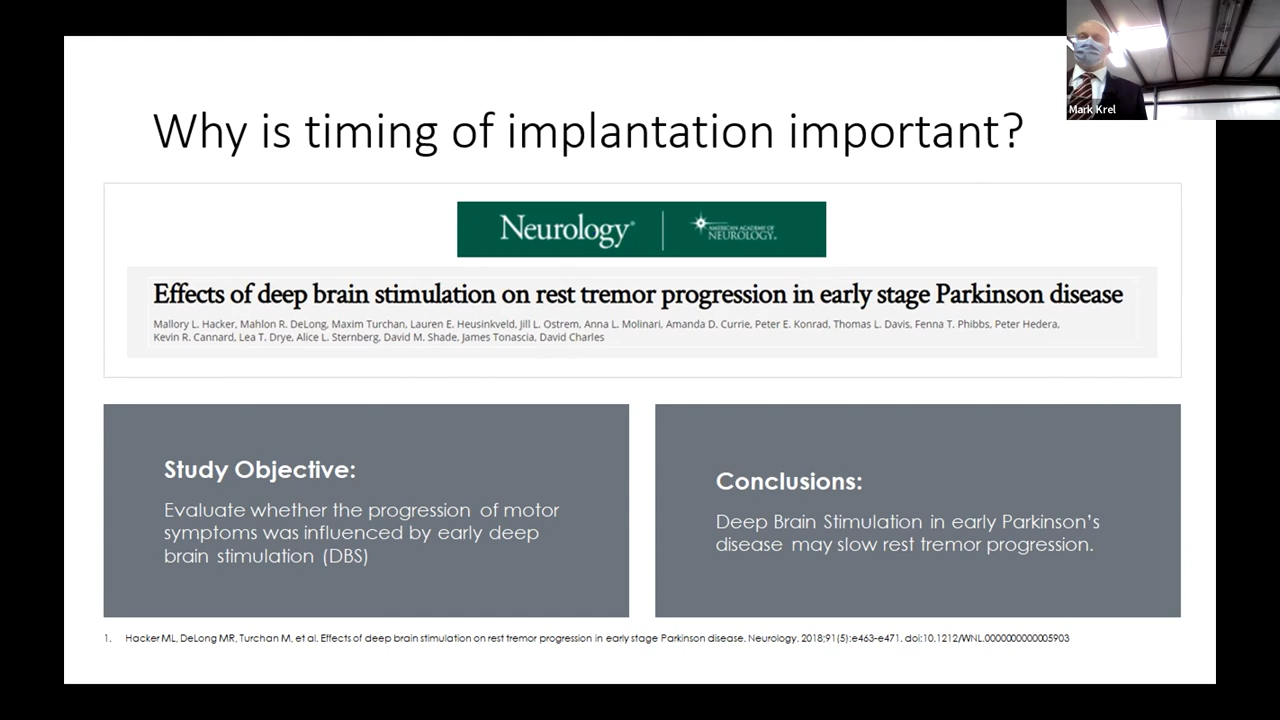 Mark Krel
Why is timing of implantation important?
Neurology®
AMERICAN ACADEMY OF
NEUROLOGY.
Effects of deep brain stimulation on rest tremor progression in early stage Parkinson disease
Mallory L. Hacker, Mahlon R. DeLong, Maxim Turchan, Lauren E. Heusinkveld, Jill L. Ostrem, Anna L. Molinari, Amanda D. Currie, Peter E. Konrad, Thomas L. Davis, Fenna T. Phibbs, Peter Hedera,
Kevin R. Cannard, Lea T. Drye, Alice L. Sternberg, David M. Shade, James Tonascia, David Charles
Study Objective:
Evaluate whether the progression of motor
symptoms was influenced by early deep
brain stimulation (DBS)
Conclusions:
Deep Brain Stimulation in early Parkinson's
disease may slow rest tremor progression.
1. Hacker ML, DeLong MR, Turchan M, et al. Effects of deep brain stimulation on rest tremor progression in early stage Parkinson disease. Neurology. 2018;91(5):e463-e471. doi:10.1212/WNL.0000000000005903